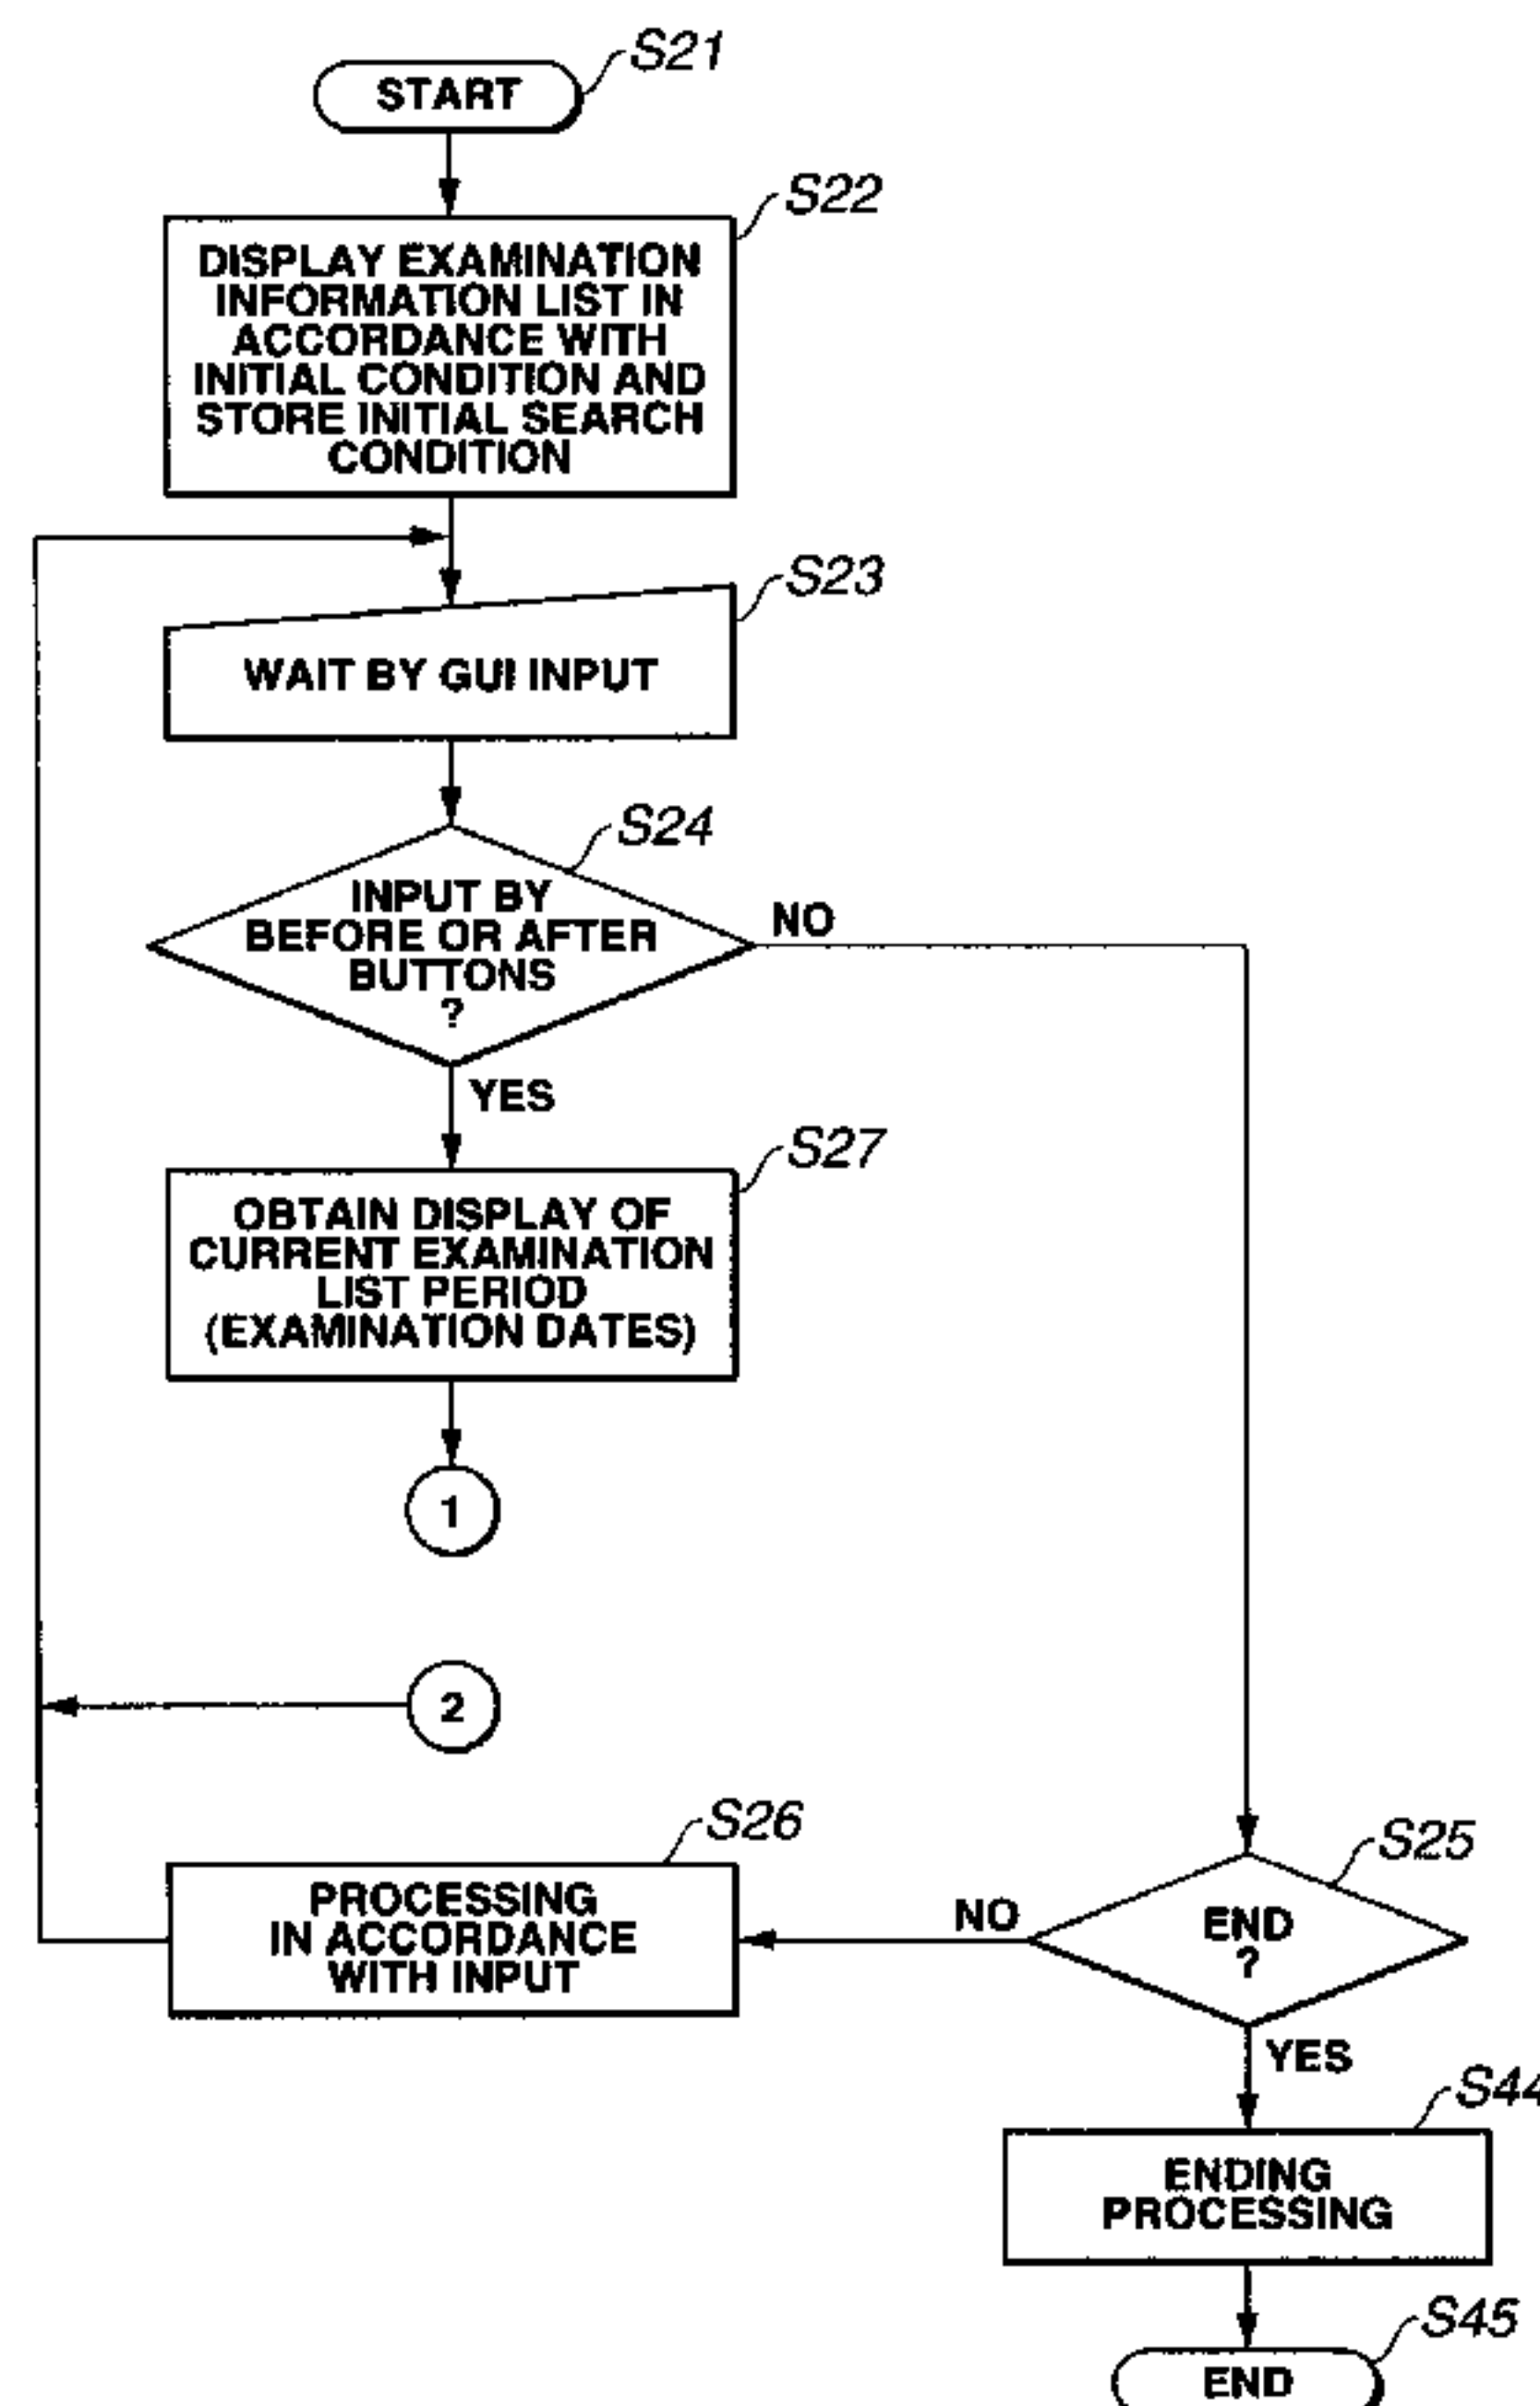 S21
START
S22
DISPLAY EXAMINATION
INFORMATION LIST IN
ACCORDANCE WITH
INITIAL CONDITION AND
STORE INITIAL SEARCH
CONDITION
S23
WAIT BY GUI INPUT
S24
INPUT BY
BEFORE OR AFTER
BUTTONS
?
NO
YES
S27
OBTAIN DISPLAY OF
CURRENT EXAMINATION
LIST PERIOD
(EXAMINATION DATES)
1
2
S26
PROCESSING
IN ACCORDANCE
WITH INPUT
S25
END
?
NO
YES
S44
ENDING
PROCESSING
S45
END